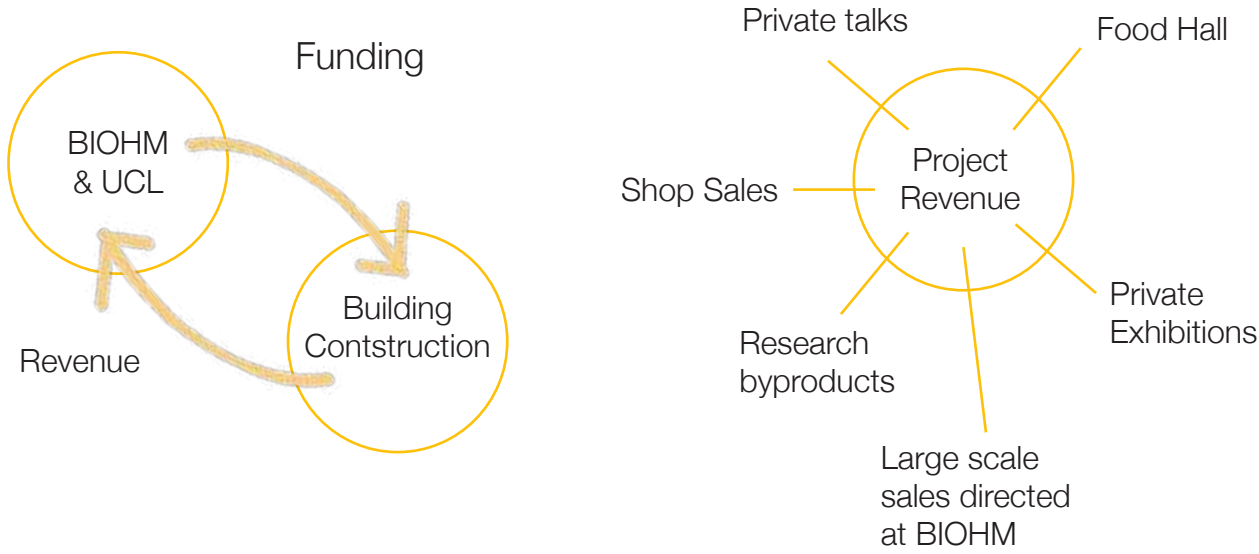 Funding
BIOHM
& UCL
Building
Contstruction
Revenue
Private talks
Food Hall
Project
Revenue
Shop Sales
Private
Exhibitions
Research
byproducts
Large scale
sales directed
at BIOHM